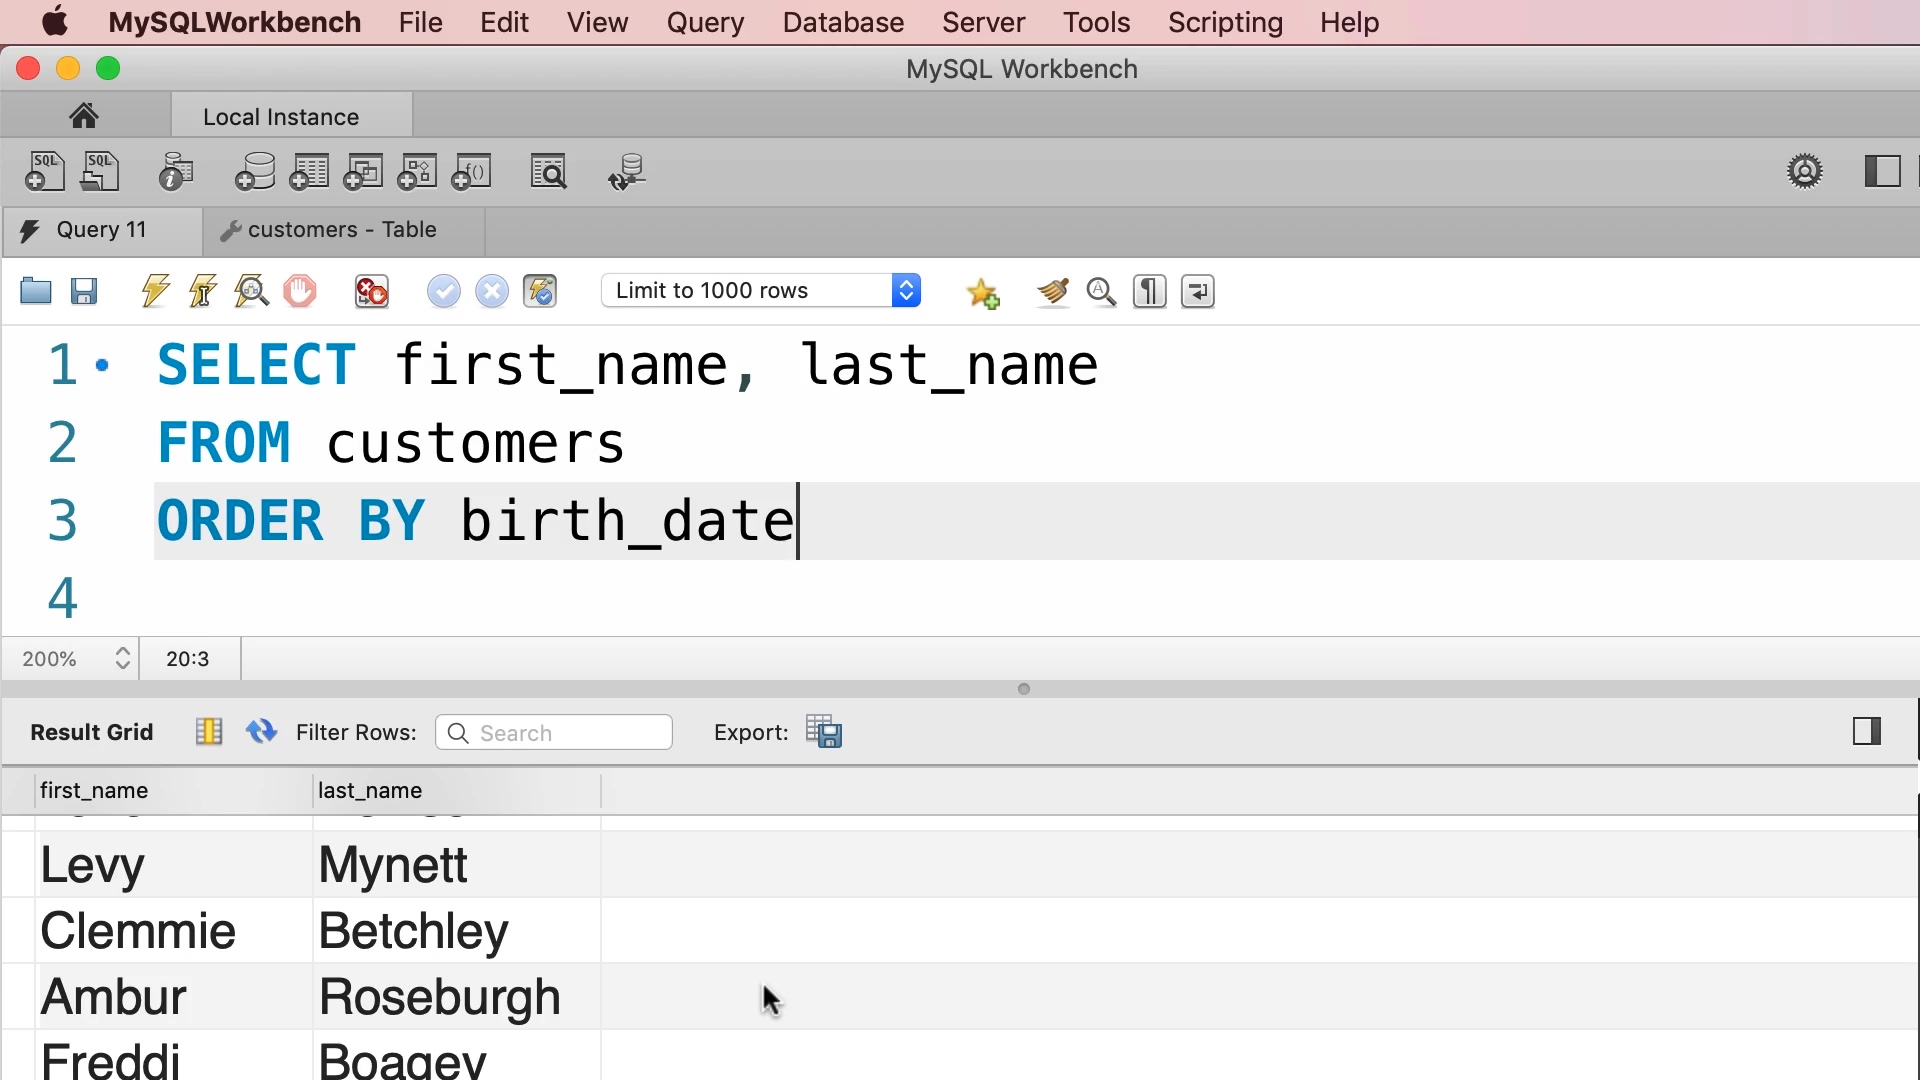 MySQLWorkbench File Edit View Query Database Server Tools Scripting Help
MySQL Workbench
Local Instance
SQL SQL i f()
Query 11 customers - Table
Limit to 1000 rows
1 SELECT first_name, last_name
2 FROM customers
3 ORDER BY birth_date
4
200% 20:3
Result Grid Filter Rows: Search Export:
first_name last_name
Levy Mynett
Clemmie Betchley
Ambur Roseburgh
Freddi Boagey